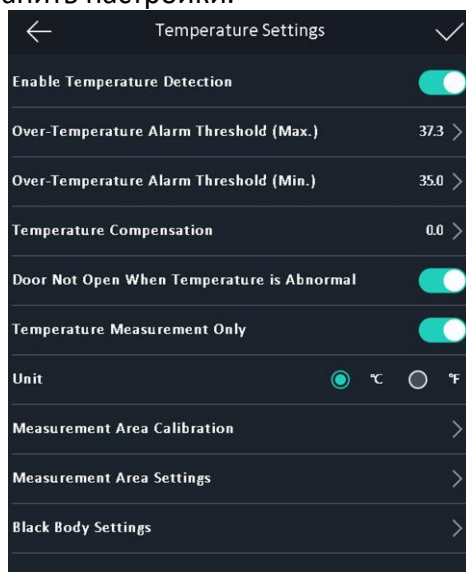 нить настройки.
Temperature Settings
Enable Temperature Detection
Over-Temperature Alarm Threshold (Max.) 37.3
Over-Temperature Alarm Threshold (Min.) 35.0
Temperature Compensation 0.0
Door Not Open When Temperature is Abnormal
Temperature Measurement Only
Unit °C °F
Measurement Area Calibration
Measurement Area Settings
Black Body Settings